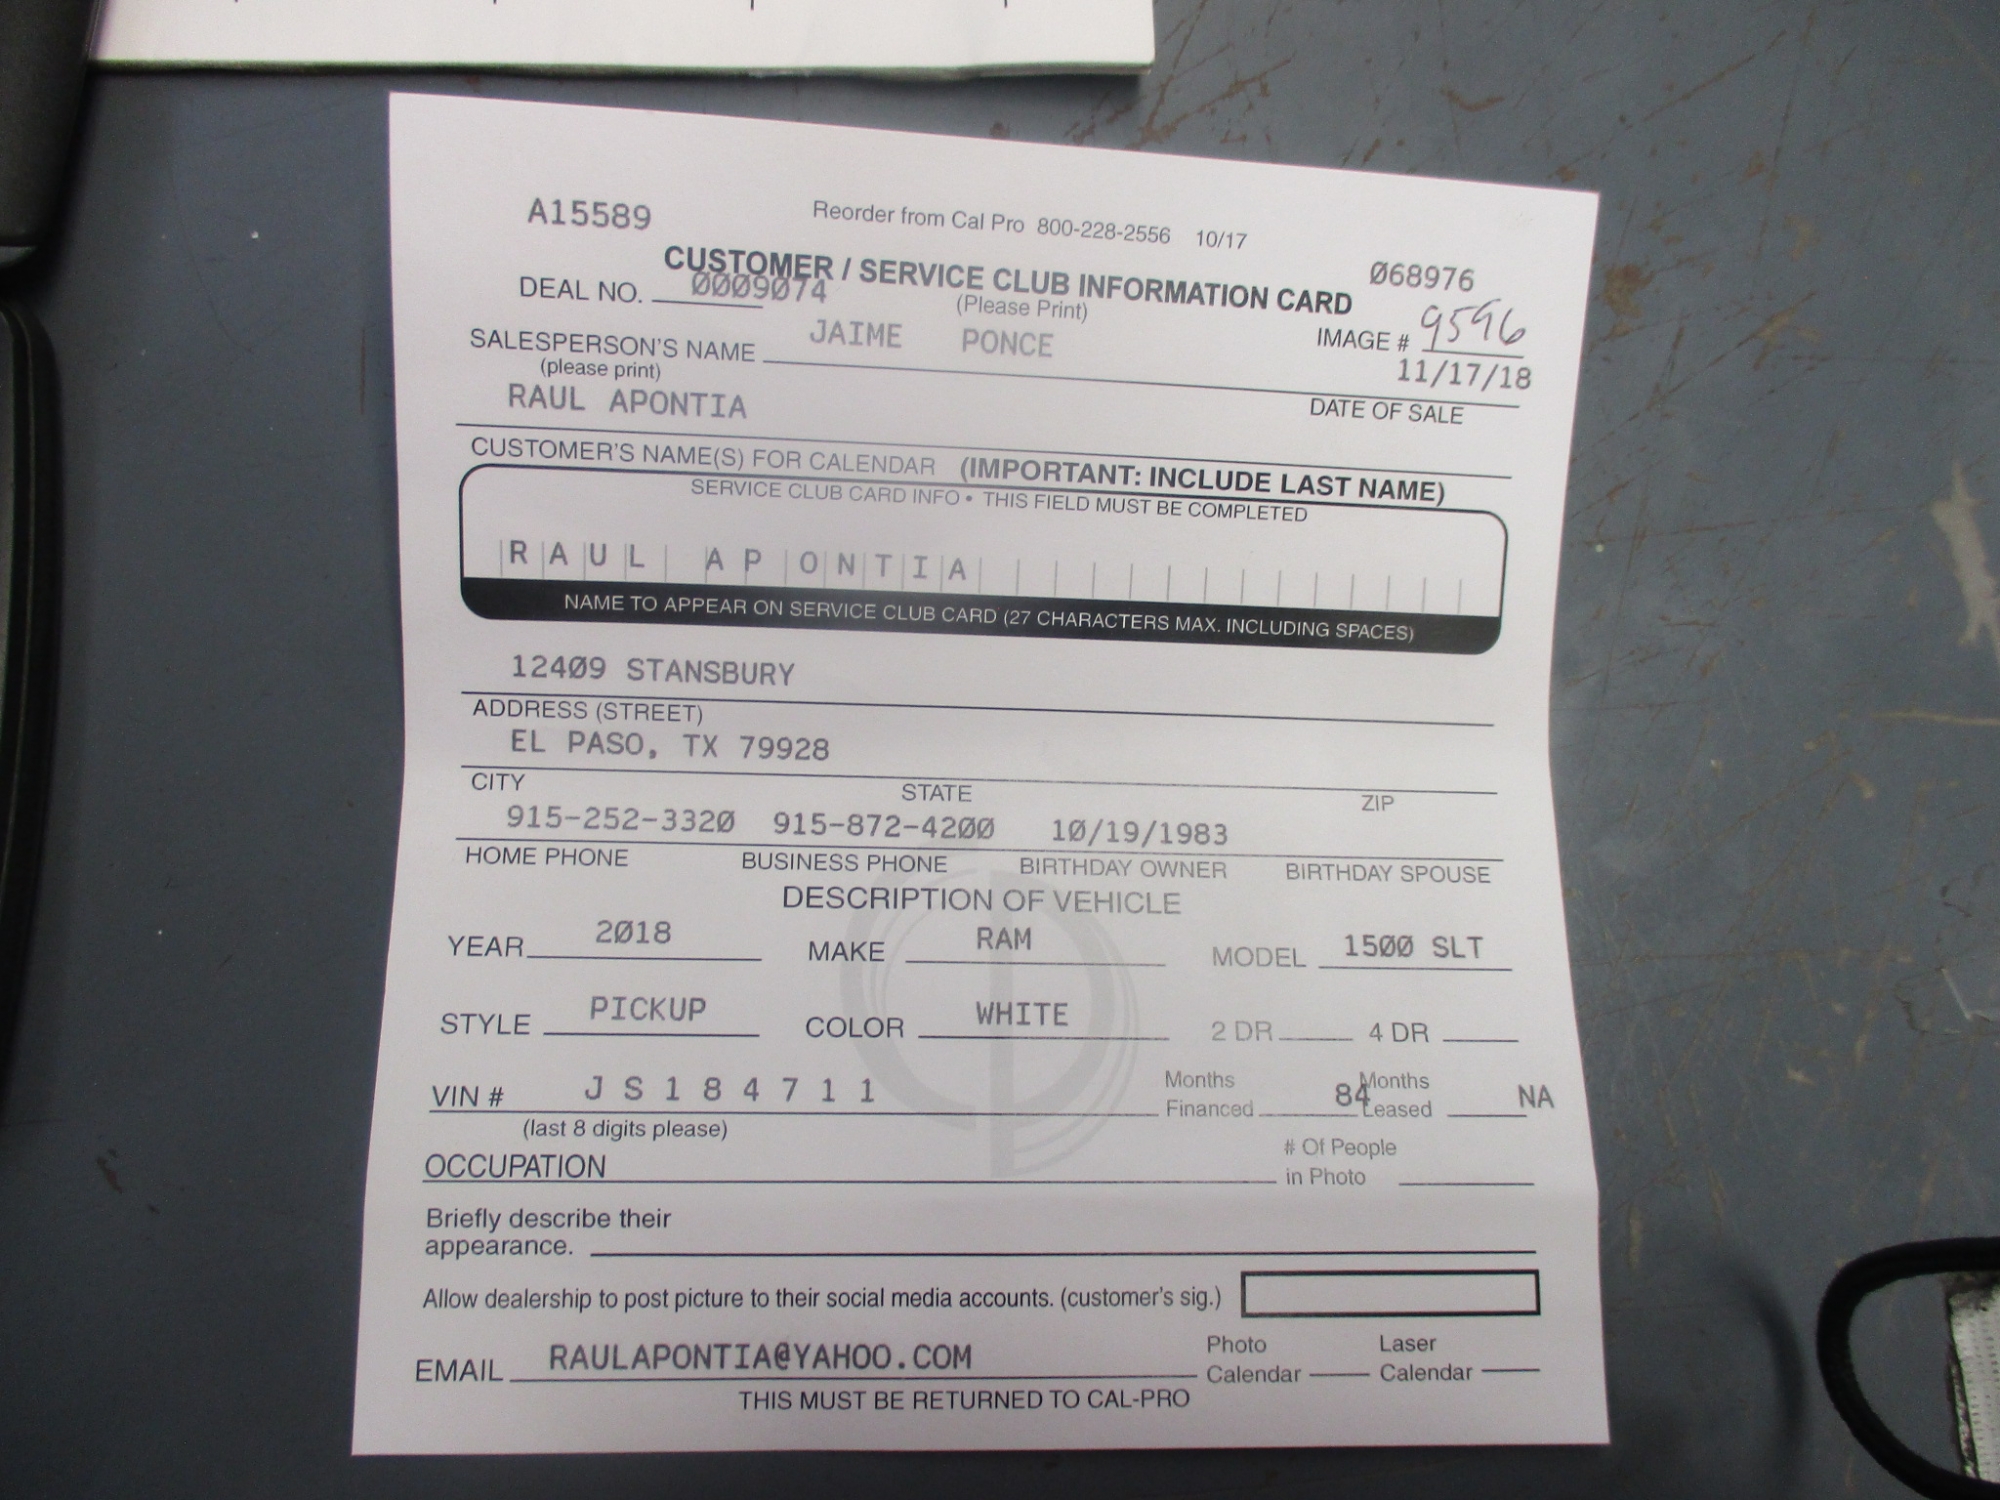 A15589 Reorder from Cal Pro 800-228-2556 10/17
CUSTOMER / SERVICE CLUB INFORMATION CARD 068976
DEAL NO. 0009074 (Please Print)
SALESPERSON'S NAME JAIME PONCE IMAGE # 9596
(please print) 11/17/18
RAUL APONTIA DATE OF SALE
CUSTOMER'S NAME(S) FOR CALENDAR (IMPORTANT: INCLUDE LAST NAME)
SERVICE CLUB CARD INFO • THIS FIELD MUST BE COMPLETED
RAUL APONTIA
NAME TO APPEAR ON SERVICE CLUB CARD (27 CHARACTERS MAX. INCLUDING SPACES)
12409 STANSBURY
ADDRESS (STREET)
EL PASO, TX 79928
CITY STATE ZIP
915-252-3320 915-872-4200 10/19/1983
HOME PHONE BUSINESS PHONE BIRTHDAY OWNER BIRTHDAY SPOUSE
DESCRIPTION OF VEHICLE
YEAR 2018 MAKE RAM MODEL 1500 SLT
STYLE PICKUP COLOR WHITE 2 DR 4 DR
VIN # JS184711 Months Financed 84 Months Leased NA
(last 8 digits please)
OCCUPATION # Of People in Photo
Briefly describe their
appearance.
Allow dealership to post picture to their social media accounts. (customer's sig.)
EMAIL RAULAPONTIA@YAHOO.COM Photo Calendar Laser Calendar
THIS MUST BE RETURNED TO CAL-PRO